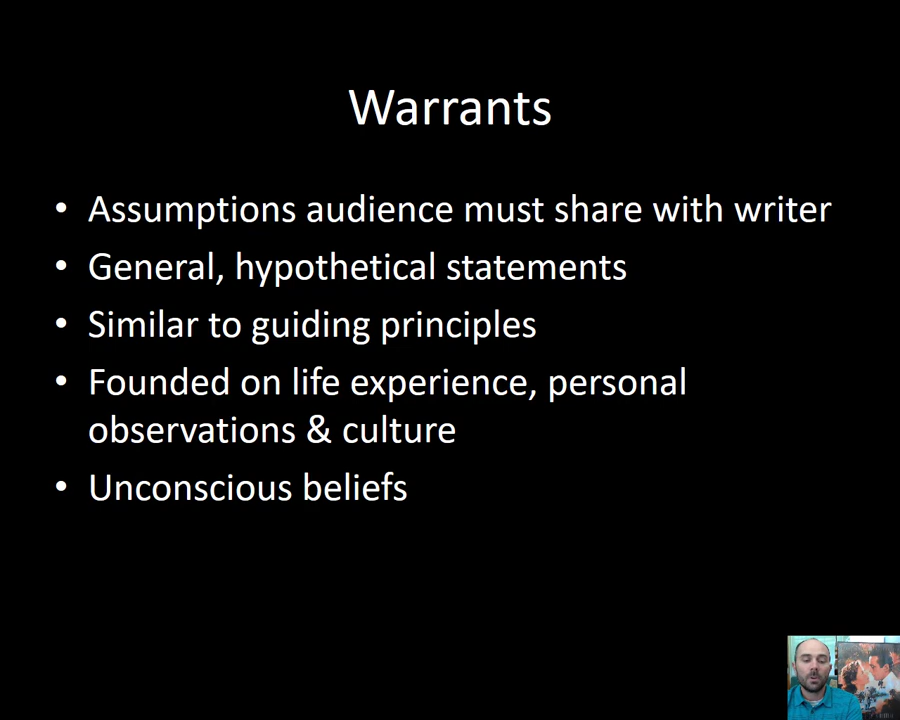 Warrants
• Assumptions audience must share with writer
• General, hypothetical statements
• Similar to guiding principles
• Founded on life experience, personal
observations & culture
• Unconscious beliefs